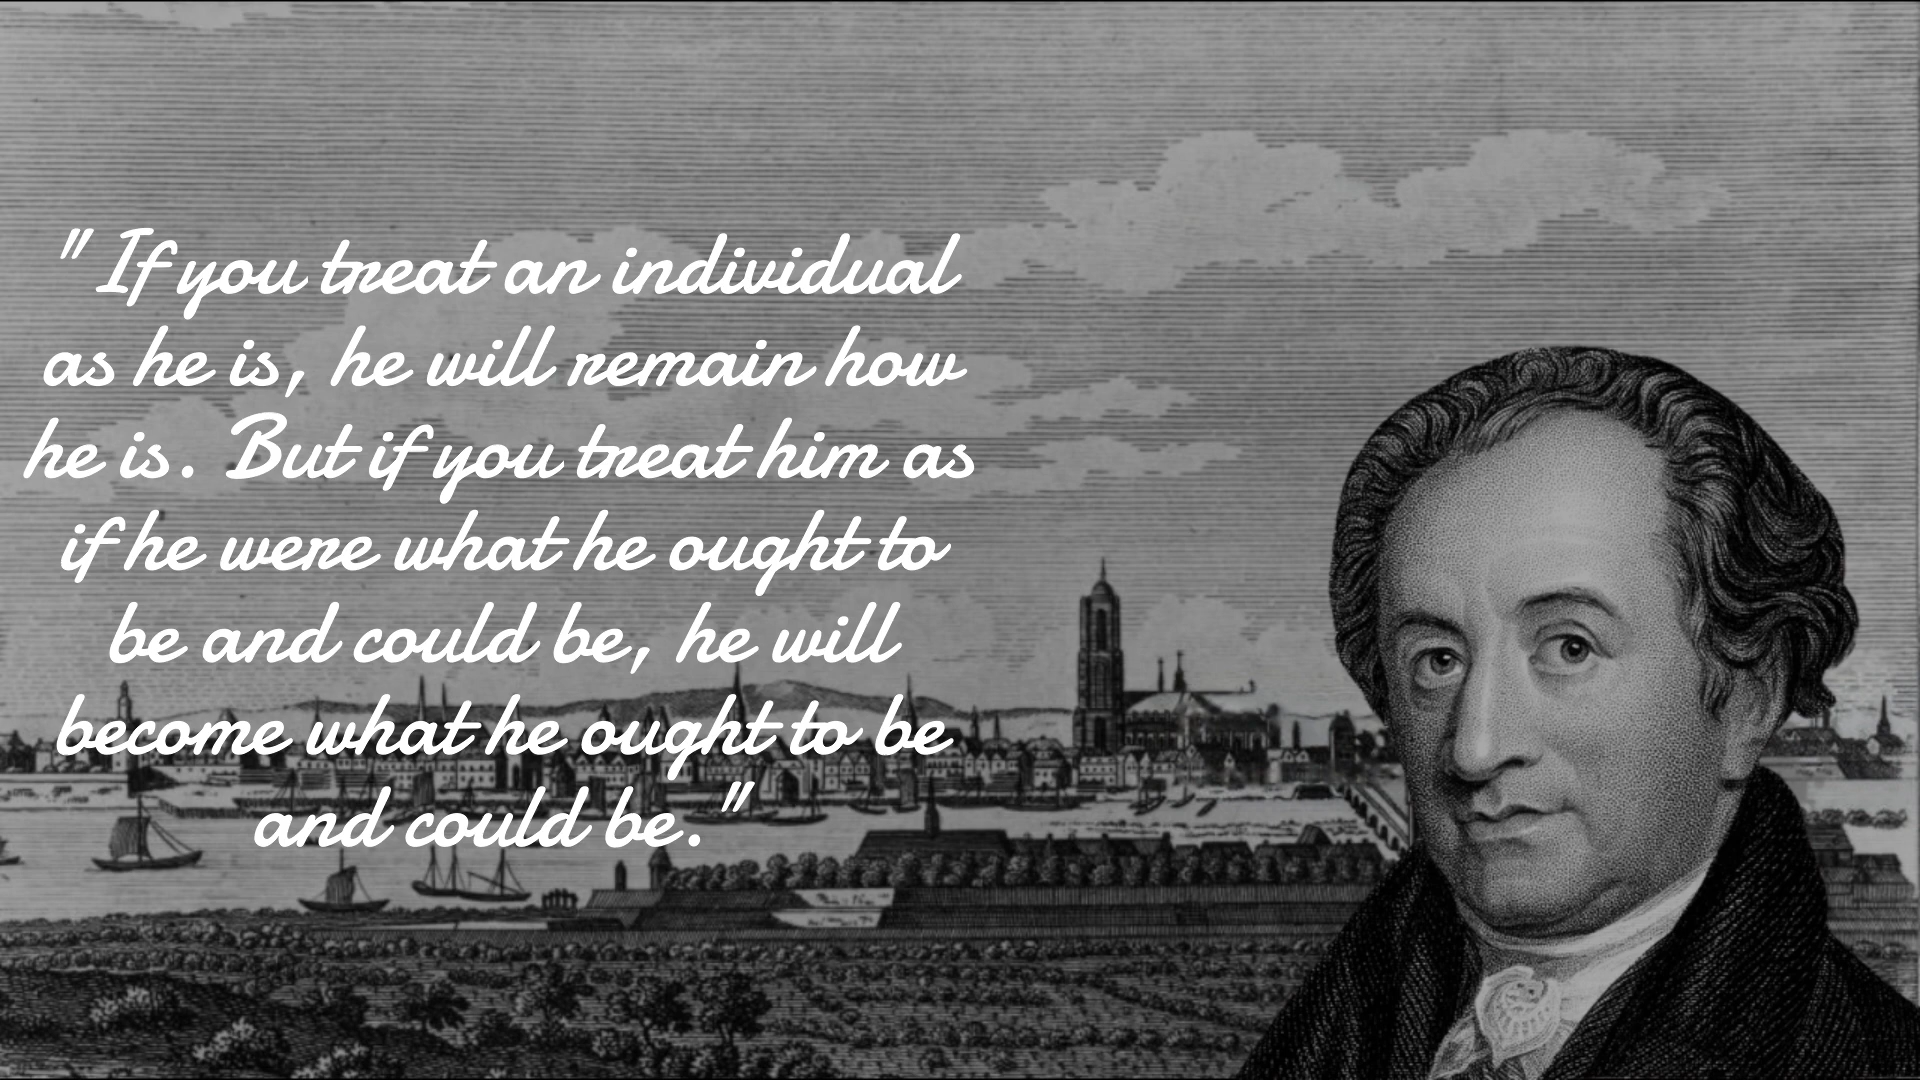 " If you treat an individual
as he is, he will remain how
he is. But if you treat him as
if he were what he ought to
be and could be, he will
become what he ought to be
and could be."